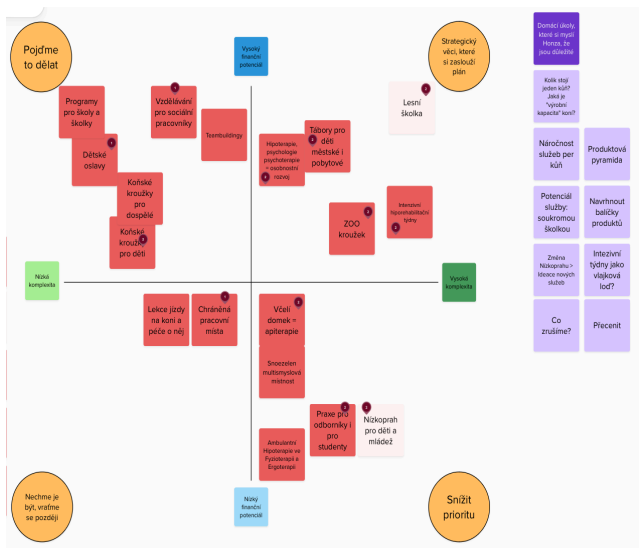 Pojďme
to dělat
Vysoký
finanční
potenciál
Strategický
věci, které
si zaslouží
plán
Programy
pro školy a
školky
Vzdělávání
pro sociální
pracovníky
Teambuildingy
Lesní
školka
Dětské
oslavy
Hipoterapie,
psychologie
psychoterapie
+ osobnostní
rozvoj
Tábory pro
děti
městské i
pobytové
Koňské
kroužky
pro
dospělé
Koňské
kroužky
pro děti
ZOO
kroužek
Intenzivní
hiporehabilitační
týdny
Nízká
komplexita
Vysoká
komplexita
Lekce jízdy
na koni a
péče o něj
Chráněná
pracovní
místa
Včelí
domek =
apiterapie
Snoezelen
multismyslová
místnost
Praxe pro
odborníky i
pro
studenty
Nízkoprah
pro děti a
mládež
Ambulantní
Hipoterapie ve
Fyzioterapii a
Ergoterapii
Nechme je
být, vraťme
se později
Nízký
finanční
potenciál
Snížit
prioritu
Domácí úkoly,
které si myslí
Honza, že
jsou důležité
Kolik stojí
jeden kůň?
Jaká je
"výrobní
kapacita" koní?
Náročnost
služeb per
kůň
Produktová
pyramida
Potenciál
služby:
soukromou
školkou
Navrhnout
balíčky
produktů
Změna
Nízkoprahu >
Ideace nových
služeb
Intezivní
týdny jako
vlajková
loď?
Co
zrušíme?
Přecenit